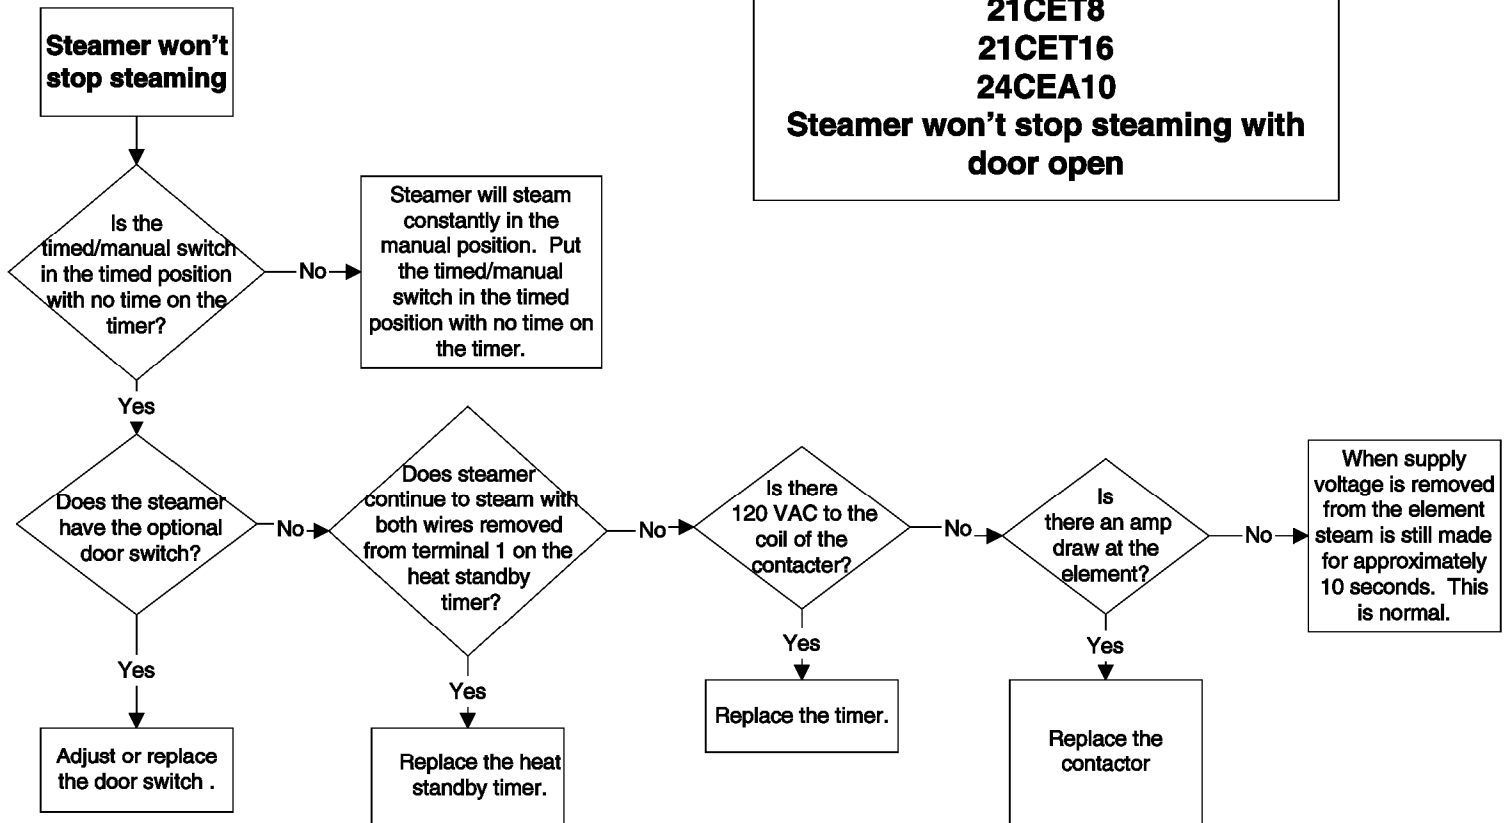 21CET8
21CET16
24CEA10
Steamer won't stop steaming with
door open
Steamer won't
stop steaming
Is the
timed/manual switch
in the timed position
with no time on the
timer?
No
Steamer will steam
constantly in the
manual position. Put
the timed/manual
switch in the timed
position with no time on
the timer.
Yes
Does the steamer
have the optional
door switch?
No
Does steamer
continue to steam with
both wires removed
from terminal 1 on the
heat standby
timer?
No
Is there
120 VAC to the
coil of the
contacter?
No
Is
there an amp
draw at the
element?
No
When supply
voltage is removed
from the element
steam is still made
for approximately
10 seconds. This
is normal.
Yes
Adjust or replace
the door switch .
Yes
Replace the heat
standby timer.
Yes
Replace the timer.
Yes
Replace the
contactor